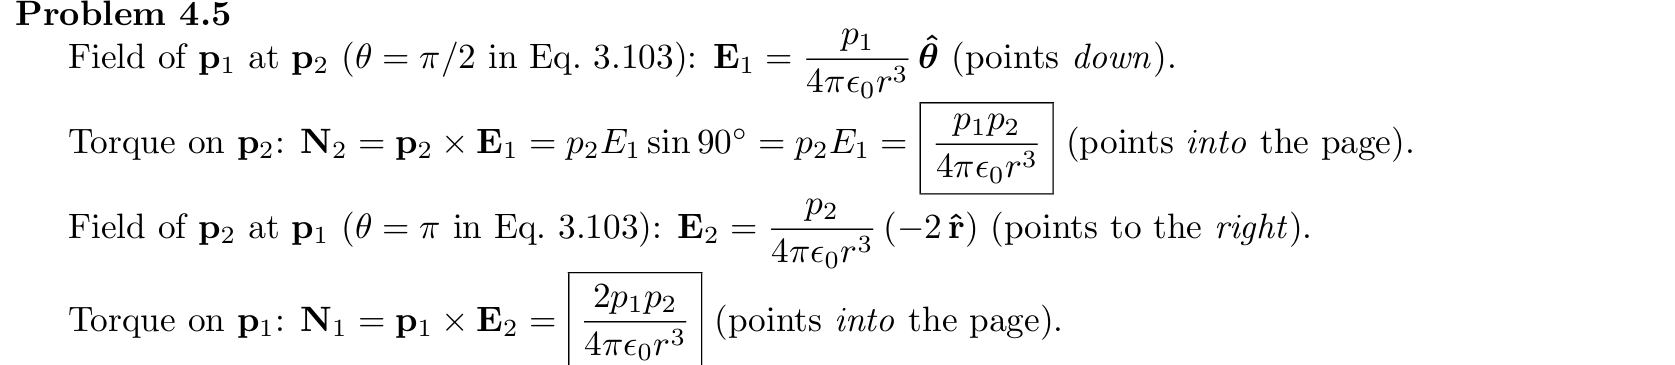 Problem 4.5
Field of p₁ at p₂ (θ = π/2 in Eq. 3.103): E₁ = p₁/(4πϵ₀r³) θ̂ (points down).
Torque on p₂: N₂ = p₂ × E₁ = p₂E₁ sin 90° = p₂E₁ = p₁p₂/(4πϵ₀r³) (points into the page).
Field of p₂ at p₁ (θ = π in Eq. 3.103): E₂ = p₂/(4πϵ₀r³) (−2 r̂) (points to the right).
Torque on p₁: N₁ = p₁ × E₂ = 2p₁p₂/(4πϵ₀r³) (points into the page).